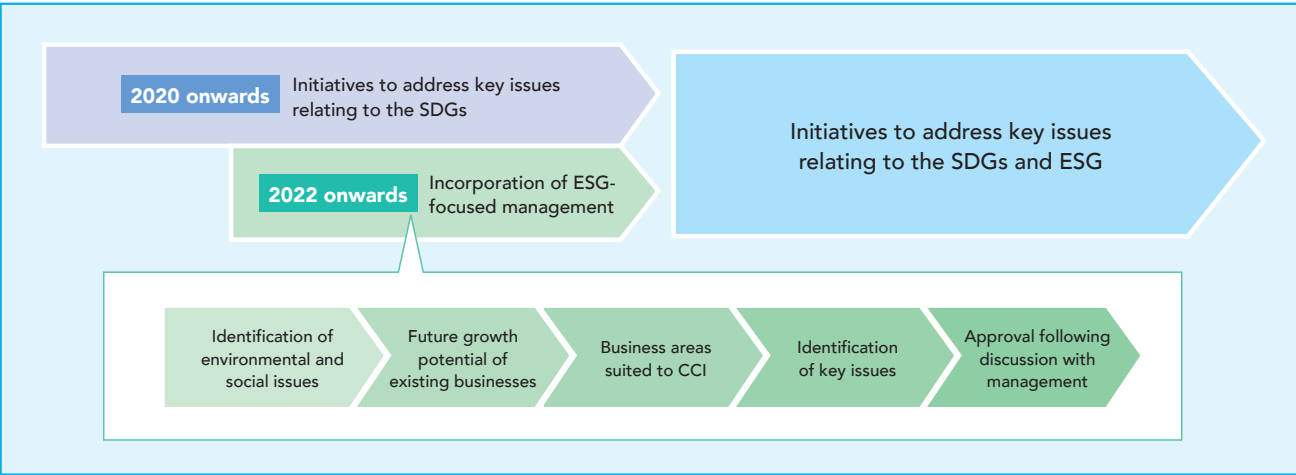 2020 onwards
Initiatives to address key issues
relating to the SDGs
2022 onwards
Incorporation of ESG-
focused management
Initiatives to address key issues
relating to the SDGs and ESG
Identification of
environmental and
social issues
Future growth
potential of
existing businesses
Business areas
suited to CCI
Identification
of key issues
Approval following
discussion with
management